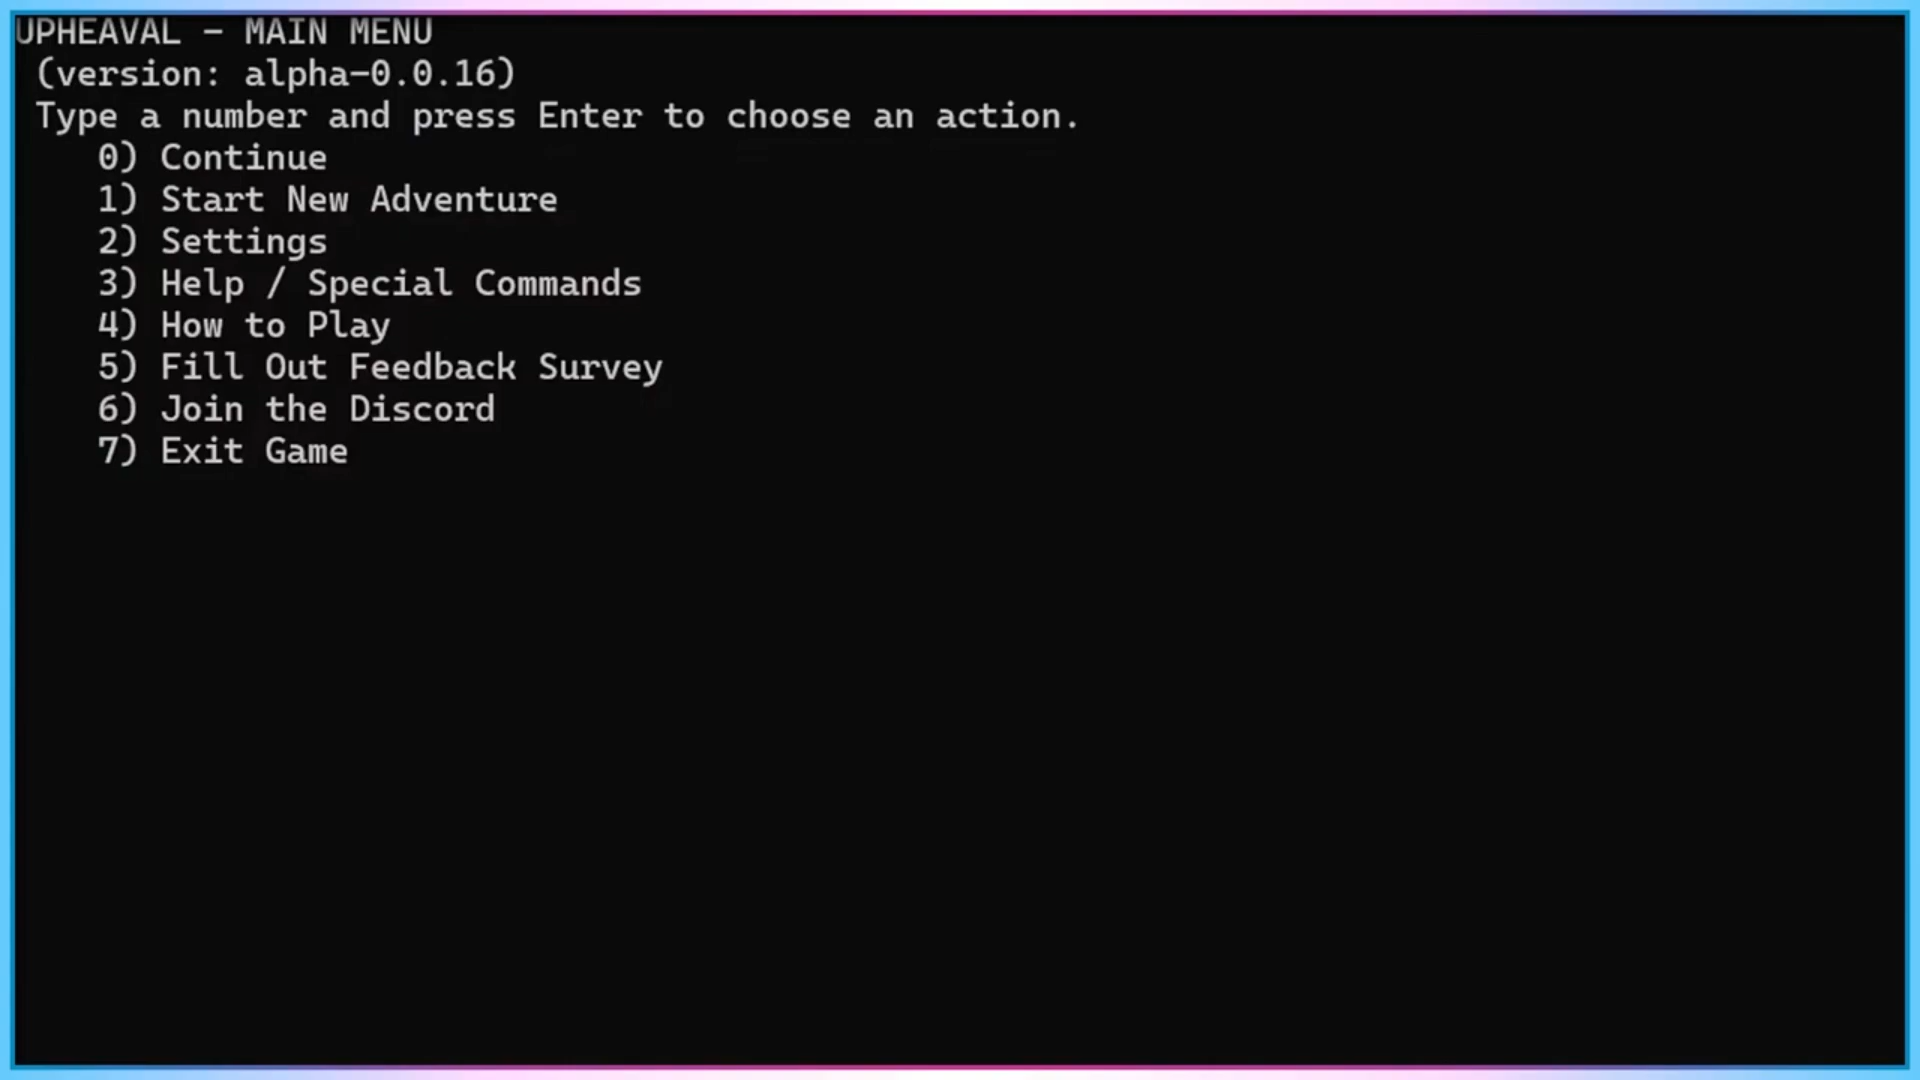 UPHEAVAL - MAIN MENU
(version: alpha-0.0.16)
Type a number and press Enter to choose an action.
0) Continue
1) Start New Adventure
2) Settings
3) Help / Special Commands
4) How to Play
5) Fill Out Feedback Survey
6) Join the Discord
7) Exit Game